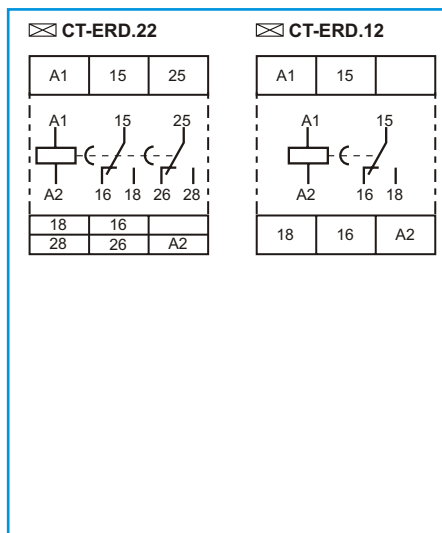 CT-ERD.22
A1 15 25
A1 15 25
A2 16 18 26 28
18 16
28 26 A2
CT-ERD.12
A1 15
A1 15
A2 16 18
18 16 A2